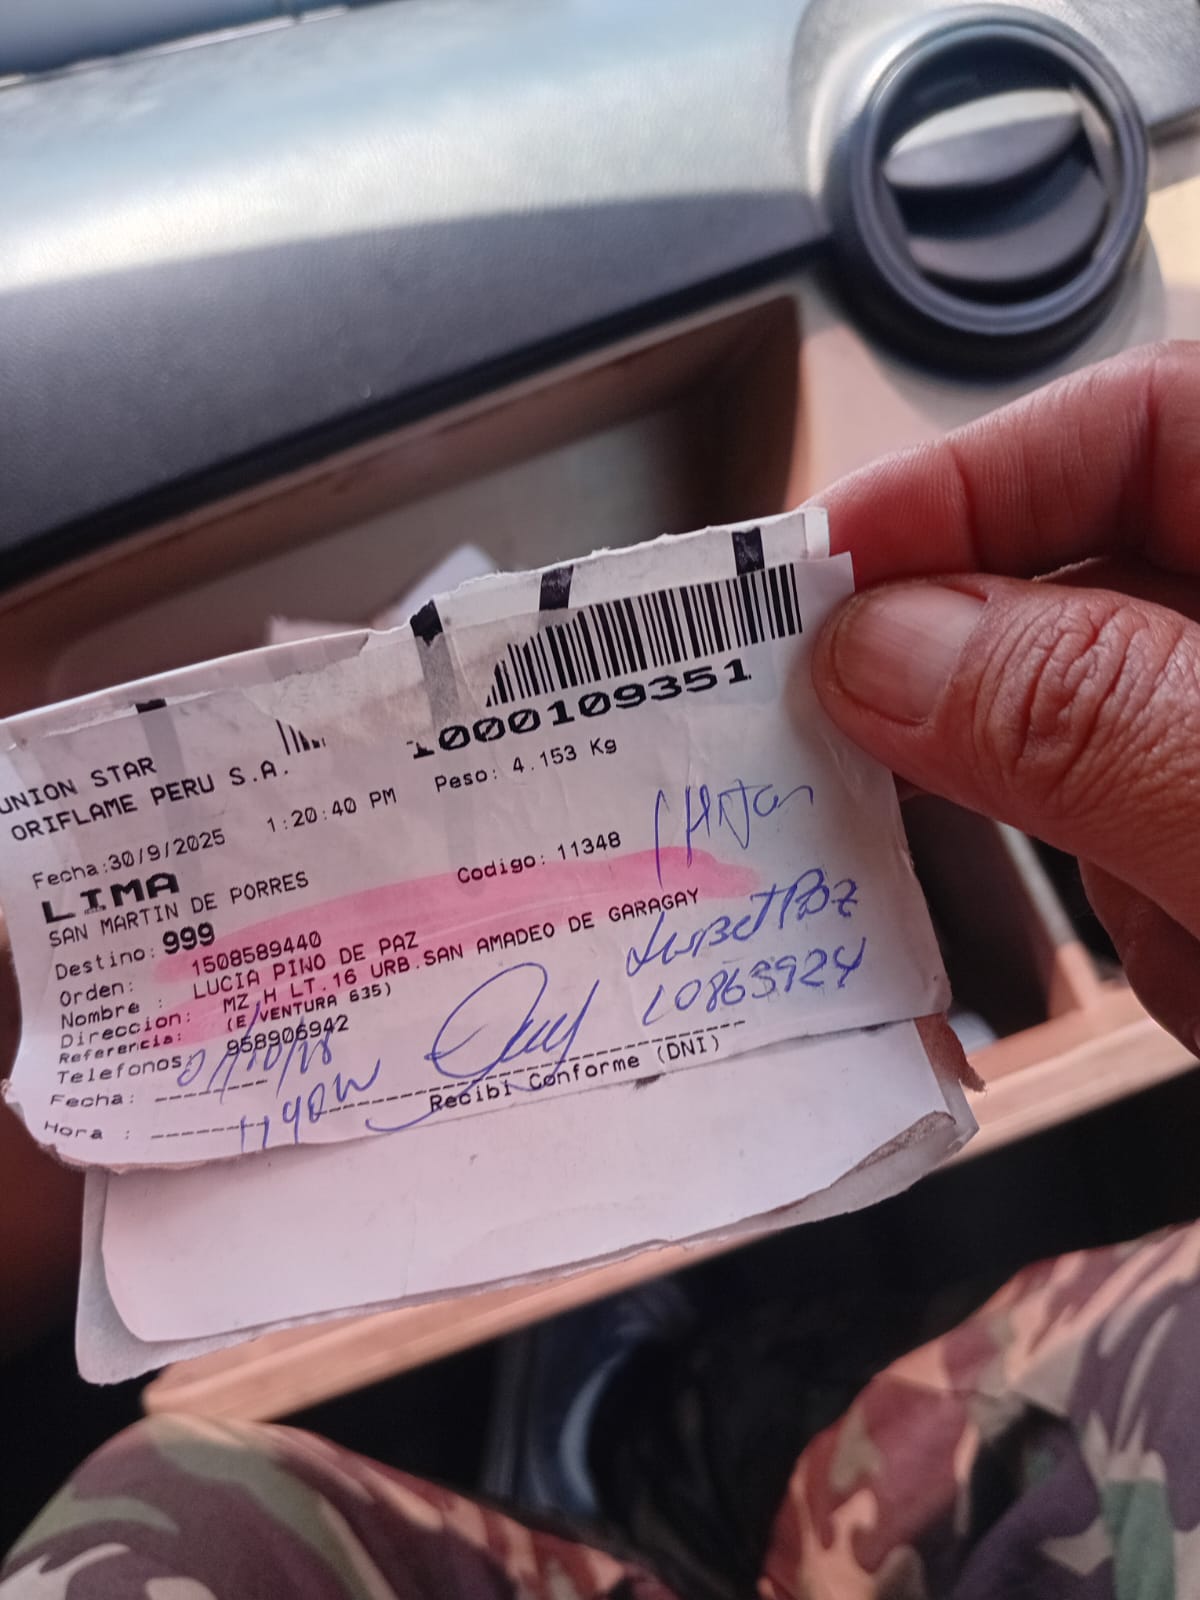 1000109351
UNION STAR
ORIFLAME PERU S.A.
Fecha:30/9/2025 1:20:40 PM Peso: 4.153 Kg
LIMA
SAN MARTIN DE PORRES Codigo: 11348
Destino: 999
Orden: 1508589440
Nombre : LUCIA PINO DE PAZ
Direccion: MZ H LT.16 URB.SAN AMADEO DE GARAGAY
Referencia: (E/VENTURA 635)
Telefonos: 958906942
10863924
Fecha:
Hora :
Recibi Conforme (DNI)